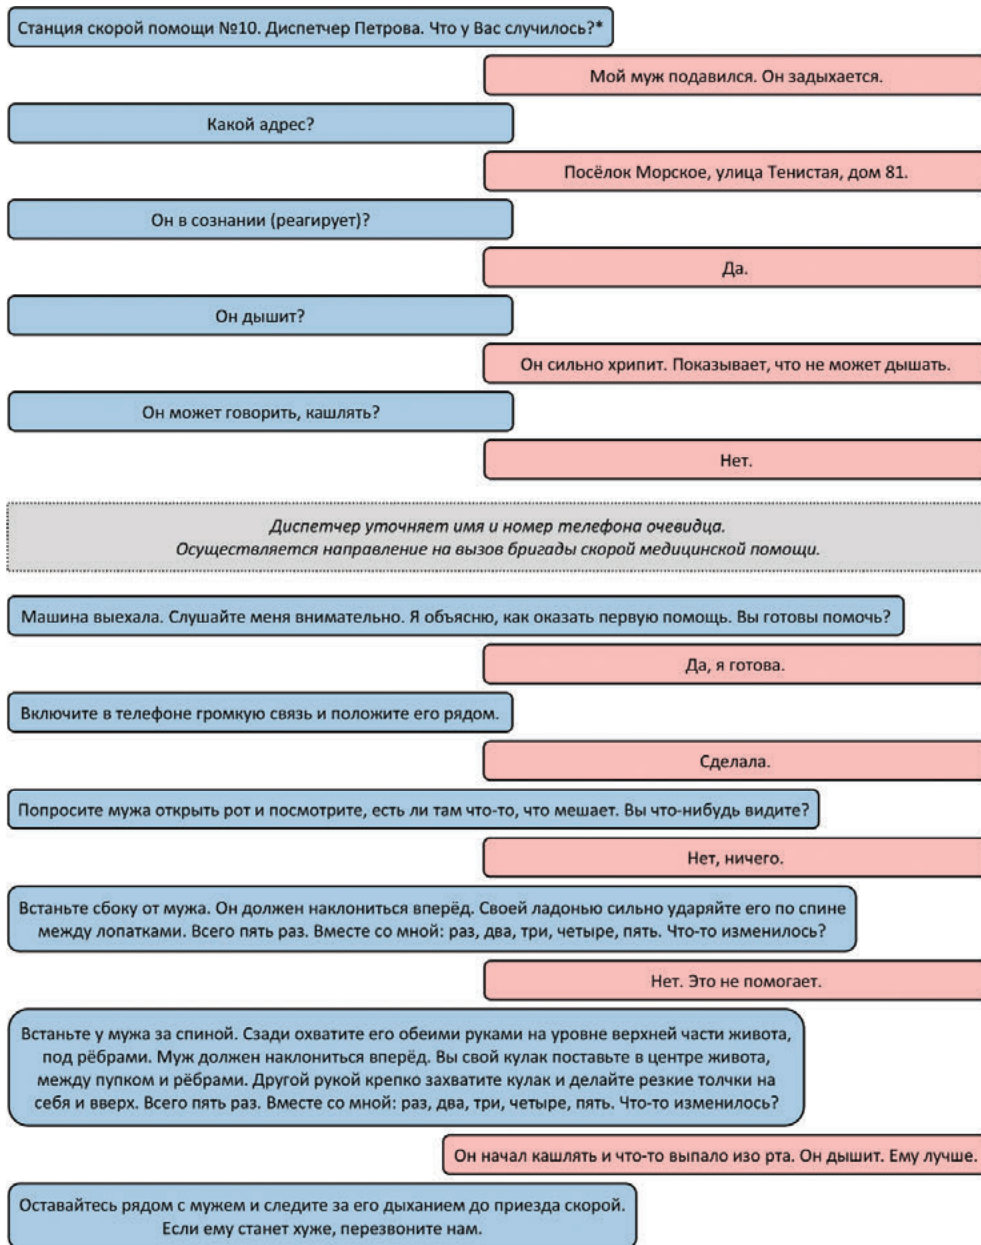 Станция скорой помощи №10. Диспетчер Петрова. Что у Вас случилось?*
Мой муж подавился. Он задыхается.
Какой адрес?
Посёлок Морское, улица Тенистая, дом 81.
Он в сознании (реагирует)?
Да.
Он дышит?
Он сильно хрипит. Показывает, что не может дышать.
Он может говорить, кашлять?
Нет.
Диспетчер уточняет имя и номер телефона очевидца.
Осуществляется направление на вызов бригады скорой медицинской помощи.
Машина выехала. Слушайте меня внимательно. Я объясню, как оказать первую помощь. Вы готовы помочь?
Да, я готова.
Включите в телефоне громкую связь и положите его рядом.
Сделала.
Попросите мужа открыть рот и посмотрите, есть ли там что-то, что мешает. Вы что-нибудь видите?
Нет, ничего.
Встаньте сбоку от мужа. Он должен наклониться вперёд. Своей ладонью сильно ударяйте его по спине
между лопатками. Всего пять раз. Вместе со мной: раз, два, три, четыре, пять. Что-то изменилось?
Нет. Это не помогает.
Встаньте у мужа за спиной. Сзади охватите его обеими руками на уровне верхней части живота,
под рёбрами. Муж должен наклониться вперёд. Вы свой кулак поставьте в центре живота,
между пупком и рёбрами. Другой рукой крепко захватите кулак и делайте резкие толчки на
себя и вверх. Всего пять раз. Вместе со мной: раз, два, три, четыре, пять. Что-то изменилось?
Он начал кашлять и что-то выпало изо рта. Он дышит. Ему лучше.
Оставайтесь рядом с мужем и следите за его дыханием до приезда скорой.
Если ему станет хуже, перезвоните нам.